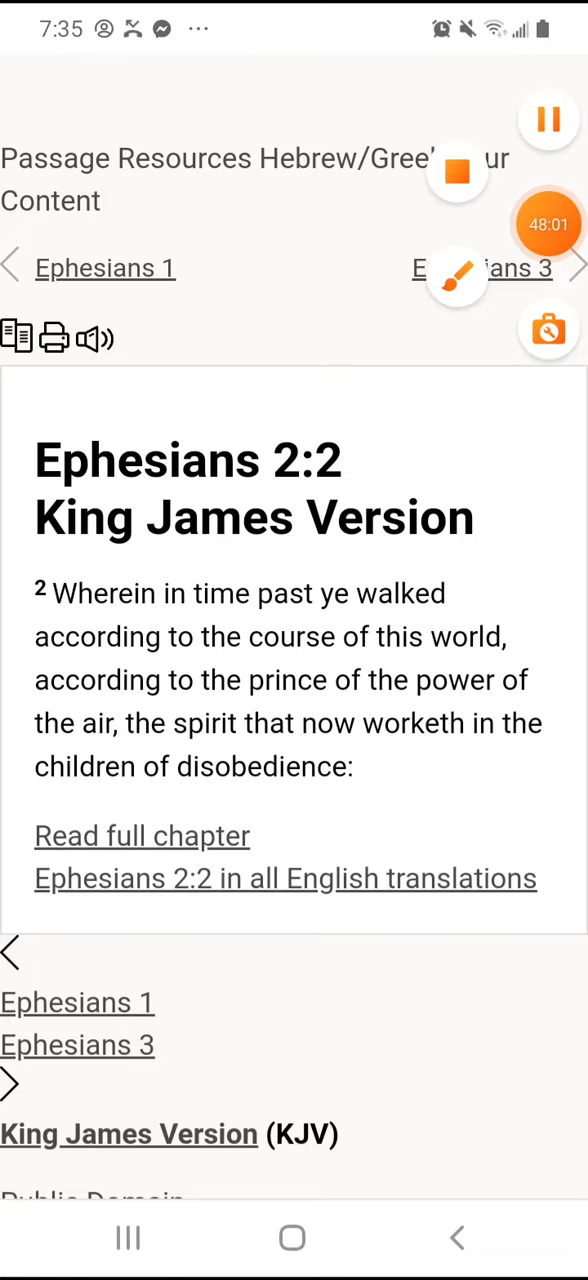 7:35
48:01
Passage Resources Hebrew/Gree ur
Content
Ephesians 1
E ians 3
Ephesians 2:2
King James Version
2 Wherein in time past ye walked
according to the course of this world,
according to the prince of the power of
the air, the spirit that now worketh in the
children of disobedience:
Read full chapter
Ephesians 2:2 in all English translations
Ephesians 1
Ephesians 3
King James Version (KJV)